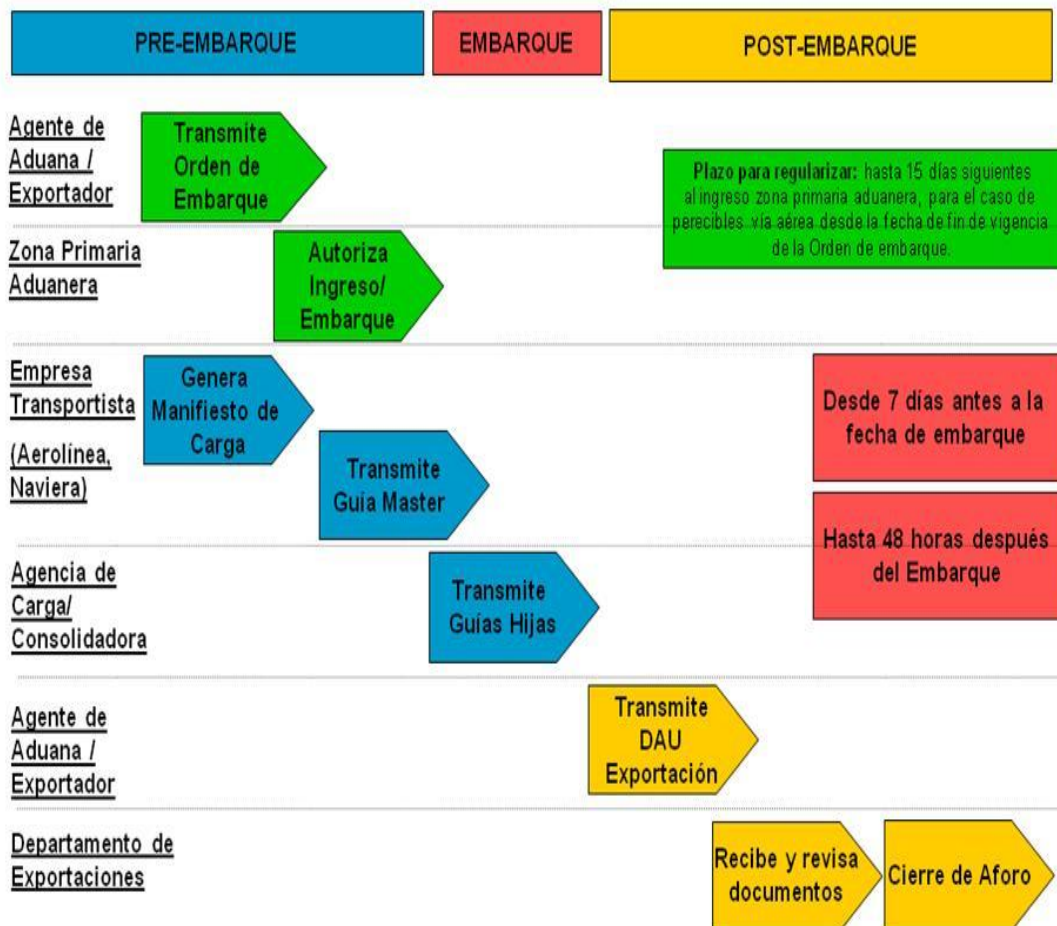 PRE-EMBARQUE
EMBARQUE
POST-EMBARQUE
Agente de
Aduana /
Exportador
Transmite
Orden de
Embarque
Plazo para regularizar: hasta 15 días siguientes
al ingreso zona primaria aduanera, para el caso de
perecibles vía aérea desde la fecha de fin de vigencia
de la Orden de embarque.
Zona Primaria
Aduanera
Autoriza
Ingreso/
Embarque
Empresa
Transportista
(Aerolínea,
Naviera)
Genera
Manifiesto de
Carga
Transmite
Guia Master
Desde 7 días antes a la
fecha de embarque
Hasta 48 horas después
del Embarque
Agencia de
Carga/
Consolidadora
Transmite
Guías Hijas
Agente de
Aduana /
Exportador
Transmite
DAU
Exportación
Departamento de
Exportaciones
Recibe y revisa
documentos
Cierre de Aforo